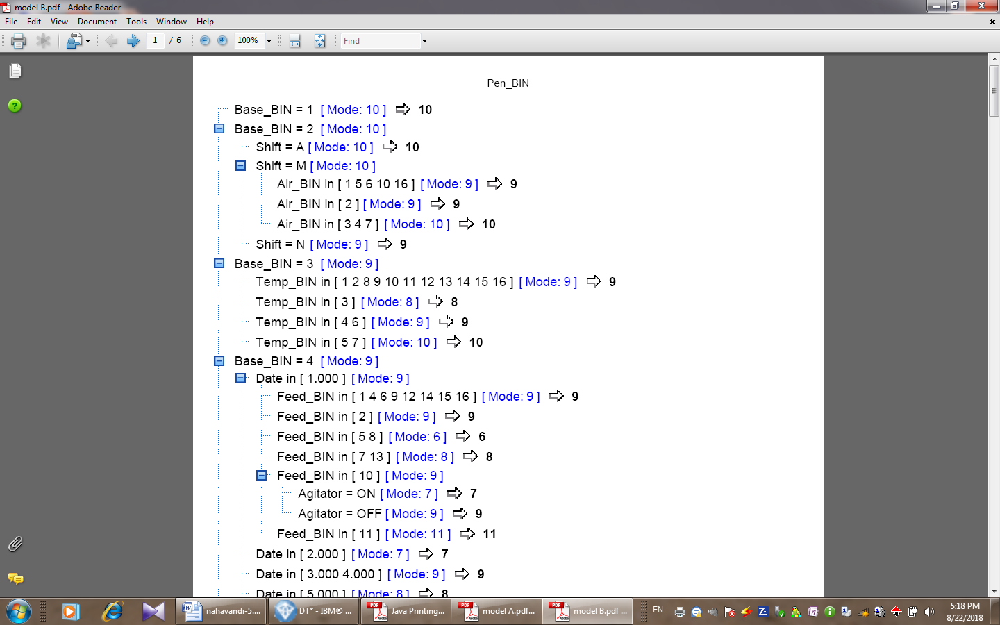 model B.pdf - Adobe Reader
File Edit View Document Tools Window Help
1 / 6 100% Find
Pen_BIN
Base_BIN = 1 [ Mode: 10 ] ⇨ 10
Base_BIN = 2 [ Mode: 10 ]
Shift = A [ Mode: 10 ] ⇨ 10
Shift = M [ Mode: 10 ]
Air_BIN in [ 1 5 6 10 16 ] [ Mode: 9 ] ⇨ 9
Air_BIN in [ 2 ] [ Mode: 9 ] ⇨ 9
Air_BIN in [ 3 4 7 ] [ Mode: 10 ] ⇨ 10
Shift = N [ Mode: 9 ] ⇨ 9
Base_BIN = 3 [ Mode: 9 ]
Temp_BIN in [ 1 2 8 9 10 11 12 13 14 15 16 ] [ Mode: 9 ] ⇨ 9
Temp_BIN in [ 3 ] [ Mode: 8 ] ⇨ 8
Temp_BIN in [ 4 6 ] [ Mode: 9 ] ⇨ 9
Temp_BIN in [ 5 7 ] [ Mode: 10 ] ⇨ 10
Base_BIN = 4 [ Mode: 9 ]
Date in [ 1.000 ] [ Mode: 9 ]
Feed_BIN in [ 1 4 6 9 12 14 15 16 ] [ Mode: 9 ] ⇨ 9
Feed_BIN in [ 2 ] [ Mode: 9 ] ⇨ 9
Feed_BIN in [ 5 8 ] [ Mode: 6 ] ⇨ 6
Feed_BIN in [ 7 13 ] [ Mode: 8 ] ⇨ 8
Feed_BIN in [ 10 ] [ Mode: 9 ]
Agitator = ON [ Mode: 7 ] ⇨ 7
Agitator = OFF [ Mode: 9 ] ⇨ 9
Feed_BIN in [ 11 ] [ Mode: 11 ] ⇨ 11
Date in [ 2.000 ] [ Mode: 7 ] ⇨ 7
Date in [ 3.000 4.000 ] [ Mode: 9 ] ⇨ 9
Date in [ 5.000 ] [ Mode: 8 ] ⇨ 8
nahavandi-5.... DT* - IBM® ... Java Printing... model A.pdf... model B.pdf ... EN 5:18 PM
8/22/2018